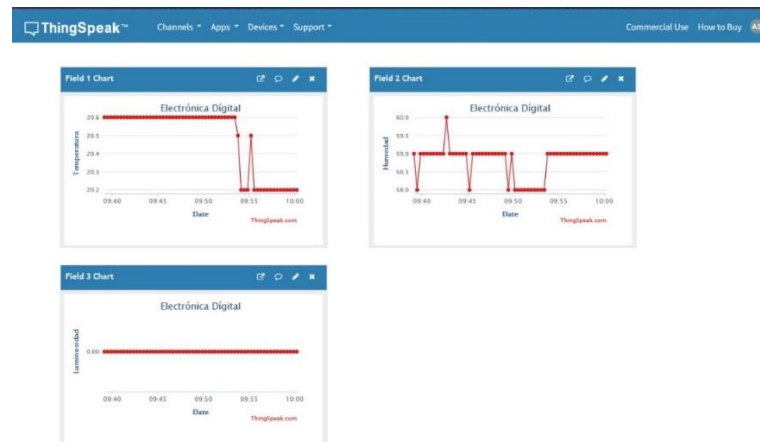 ThingSpeak™ Channels Apps Devices Support Commercial Use How to Buy AS
Field 1 Chart
Electrónica Dígital
Temperatura
20.6
20.5
20.4
20.3
20.2
09:40 09:45 09:50 09:55 10:00
Date
ThingSpeak.com
Field 2 Chart
Electrónica Dígital
Humedad
60.0
59.5
59.0
58.5
58.0
09:40 09:45 09:50 09:55 10:00
Date
ThingSpeak.com
Field 3 Chart
Electrónica Dígital
Luminosidad
0.00
09:40 09:45 09:50 09:55 10:00
Date
ThingSpeak.com